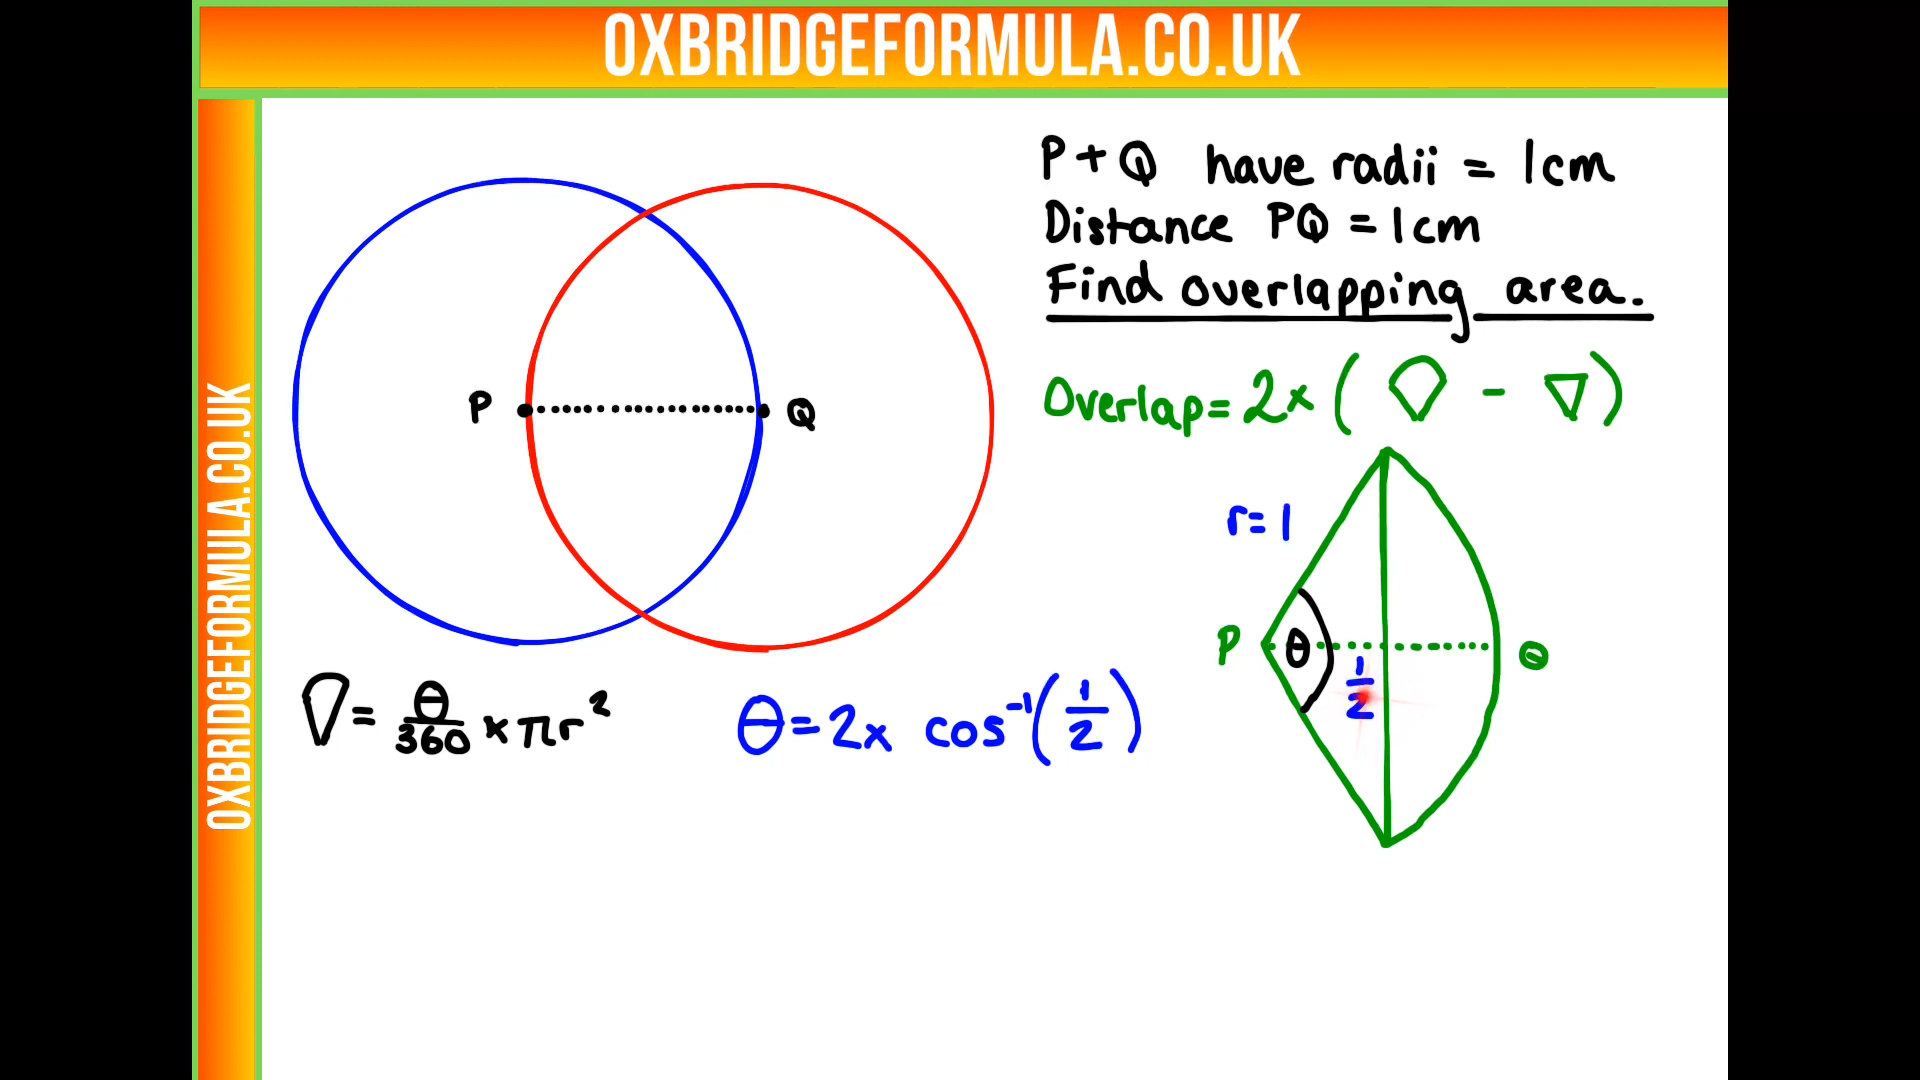 OXBRIDGEFORMULA.CO.UK
OXBRIDGEFORMULA.CO.UK
P + Q have radii = 1cm
Distance PQ = 1cm
Find overlapping area.
Overlap = 2 x ( - )
P
Q
r = 1
P
θ
1/2
Q
= θ/360 x πr²
θ = 2x cos⁻¹(1/2)